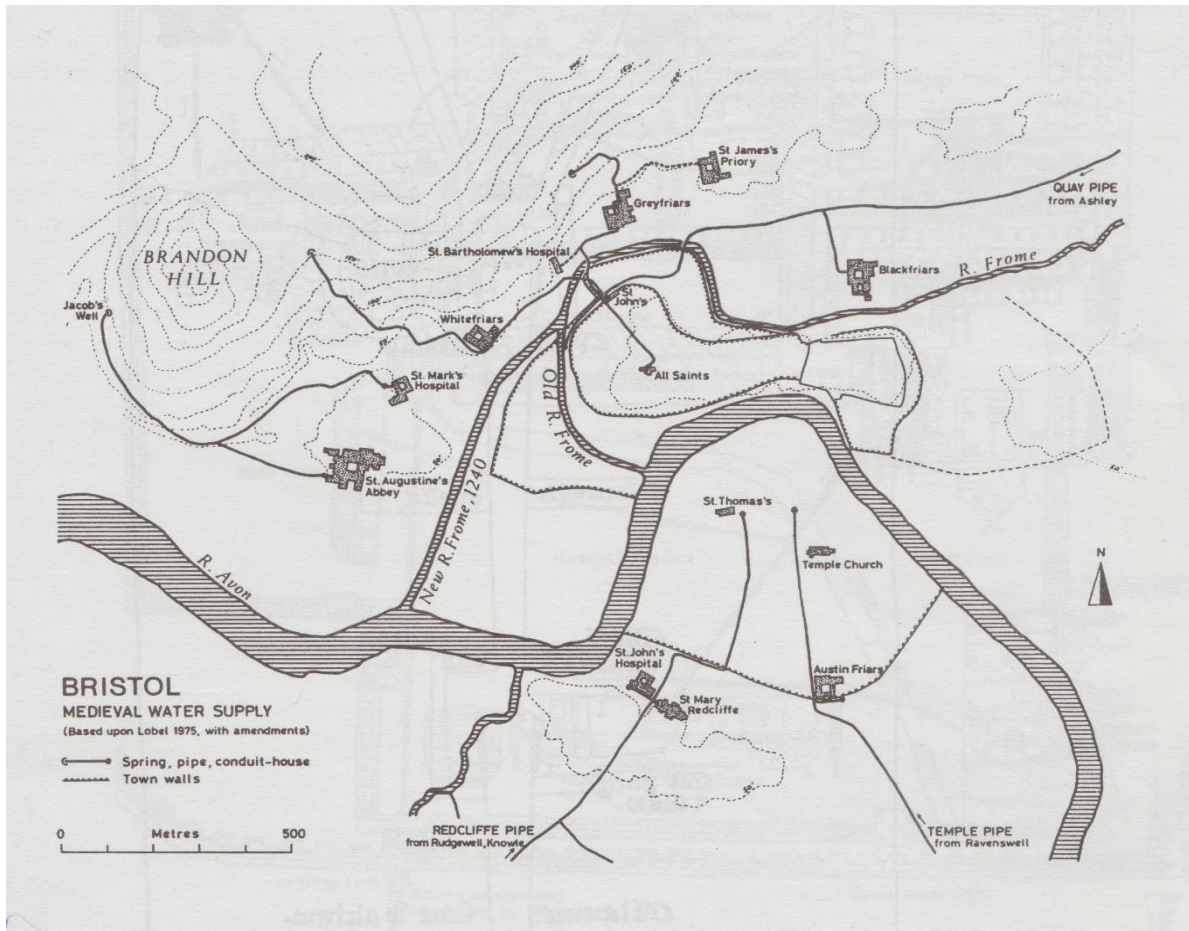 St James's
Priory
QUAY PIPE
from Ashley
Greyfriars
St. Bartholomew's Hospital
BRANDON
HILL
R. Frome
Blackfriars
Jacob's
Well
St
John's
Whitefriars
All Saints
St. Mark's
Hospital
Old R. Frome
St. Augustine's
Abbey
New R. Frome, 1240
St. Thomas's
Temple Church
R. Avon
N
St. John's
Hospital
Austin Friars
St Mary
Redcliffe
BRISTOL
MEDIEVAL WATER SUPPLY
(Based upon Lobel 1975, with amendments)
Spring, pipe, conduit-house
Town walls
0 Metres 500
REDCLIFFE PIPE
from Rudgewell, Knowle
TEMPLE PIPE
from Ravenswell